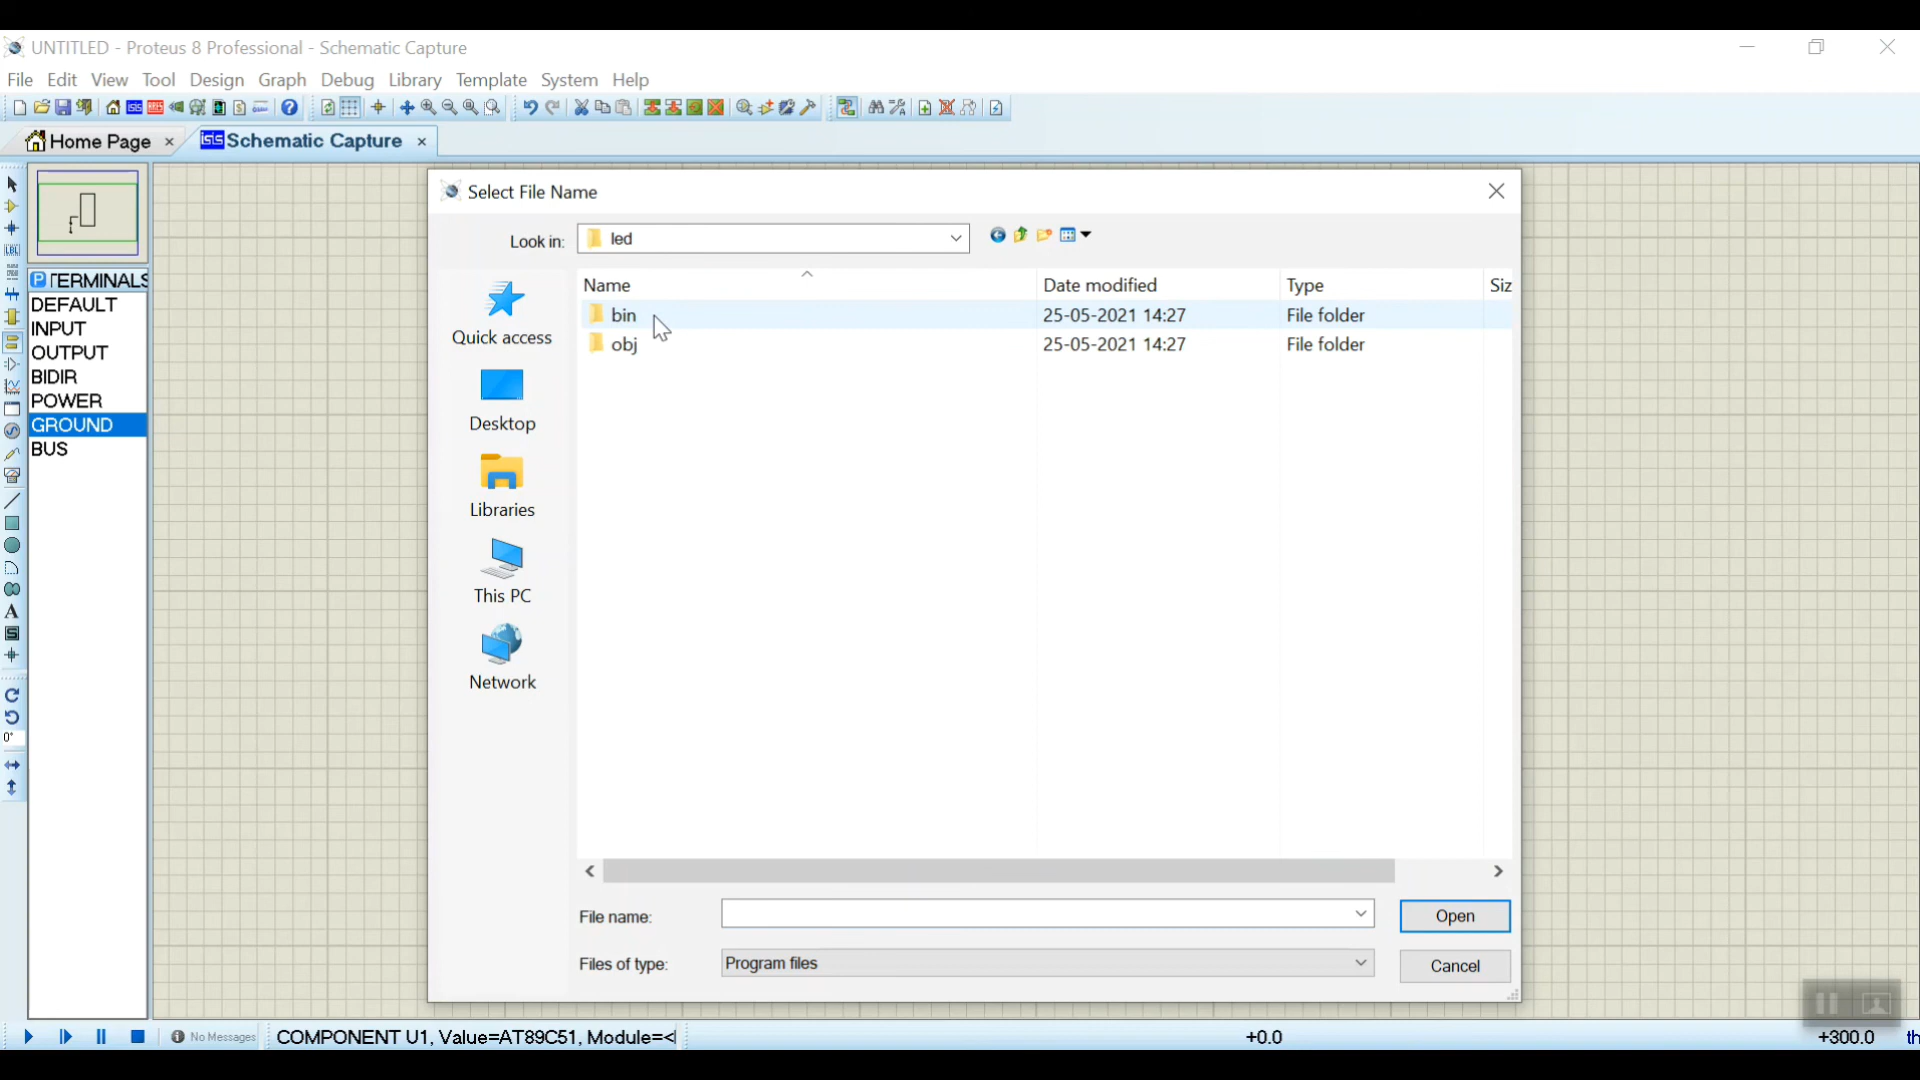 UNTITLED - Proteus 8 Professional - Schematic Capture
File Edit View Tool Design Graph Debug Library Template System Help
Home Page × ISIS Schematic Capture ×
Select File Name
Look in: led
P TERMINALS
DEFAULT
INPUT
OUTPUT
BIDIR
POWER
GROUND
BUS
Quick access
Desktop
Libraries
This PC
Network
Name Date modified Type Siz
bin 25-05-2021 14:27 File folder
obj 25-05-2021 14:27 File folder
LBL
A
S
0°
File name: Open
Files of type: Program files Cancel
No Messages COMPONENT U1, Value=AT89C51, Module=< +0.0 +300.0 th